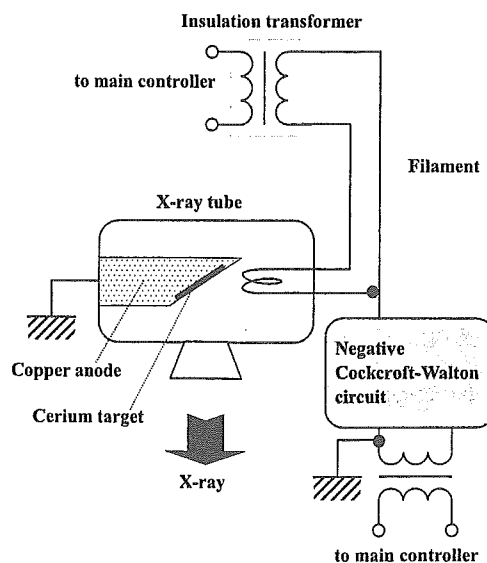 Insulation transformer
to main controller
Filament
X-ray tube
Copper anode
Cerium target
X-ray
Negative
Cockcroft-Walton
circuit
to main controller